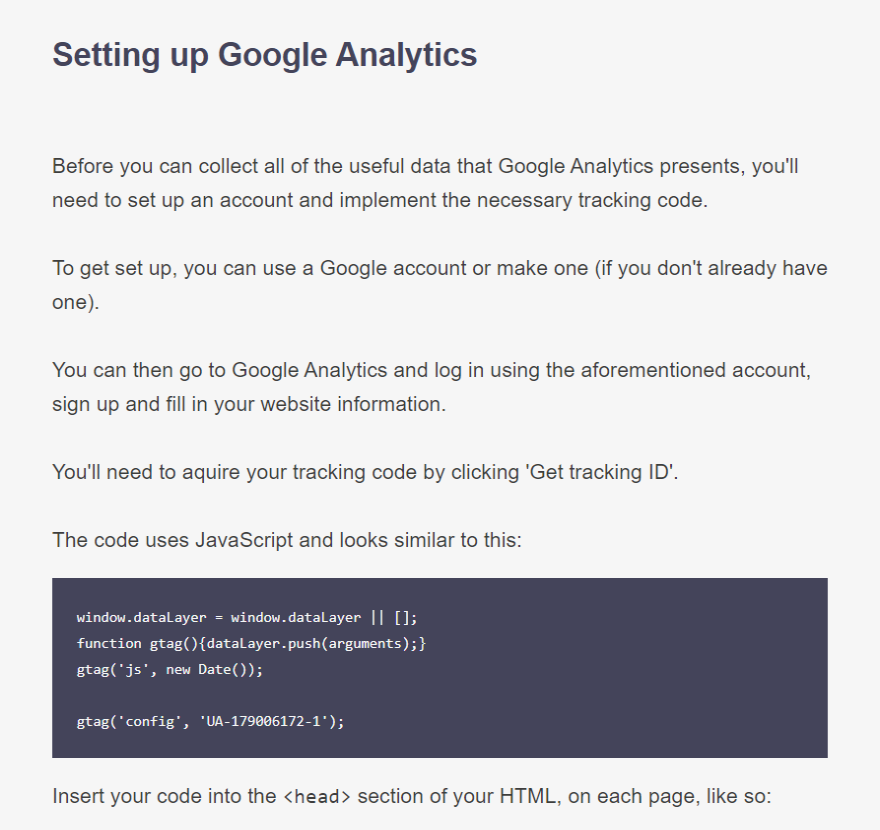 Setting up Google Analytics
Before you can collect all of the useful data that Google Analytics presents, you'll
need to set up an account and implement the necessary tracking code.
To get set up, you can use a Google account or make one (if you don't already have
one).
You can then go to Google Analytics and log in using the aforementioned account,
sign up and fill in your website information.
You'll need to aquire your tracking code by clicking 'Get tracking ID'.
The code uses JavaScript and looks similar to this:
window.dataLayer = window.dataLayer || [];
function gtag(){dataLayer.push(arguments);}
gtag('js', new Date());
gtag('config', 'UA-179006172-1');
Insert your code into the <head> section of your HTML, on each page, like so: